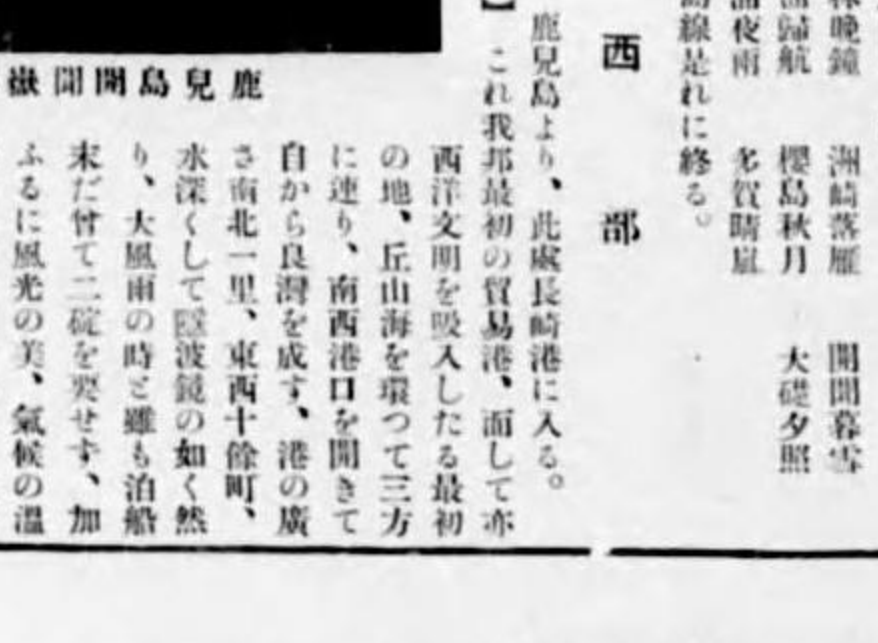 晩鐘　洲崎落雁　開聞暮雪
歸航　櫻島秋月　大礎夕照
夜雨　多賀晴嵐
線是れに終る。
西部
鹿兒島より、此處長崎港に入る。
】これ我邦最初の貿易港、而して亦
西洋文明を吸入したる最初
の地、丘山海を環つて三方
に連り、南西港口を開きて
自から良灣を成す、港の廣
さ南北一里、東西十餘町、
水深くして隱波鏡の如く然
り、大風雨の時と雖も泊船
末だ曾て二碇を要せず、加
ふるに風光の美、氣候の溫
鹿兒島開聞嶽